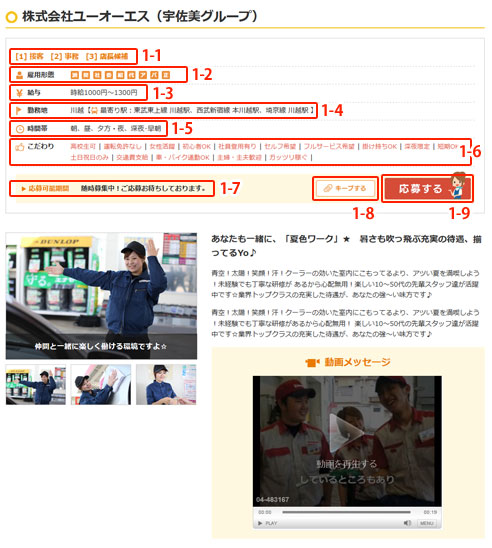 株式会社ユーオーエス（宇佐美グループ）
[1] 接客　[2] 事務　[3] 店長候補
1-1
雇用形態
1-2
給与
時給1000円～1300円
1-3
勤務地
川越【 最寄り駅：東武東上線 川越駅、西武新宿線 本川越駅、埼京線 川越駅 】
1-4
時間帯
朝、昼、夕方・夜、深夜・早朝
1-5
こだわり
高校生可 | 運転免許なし | 女性活躍 | 初心者OK | 社員登用有り | セルフ希望 | フルサービス希望 | 掛け持ちOK | 深夜限定 | 短期OK
土日祝日のみ | 交通費支給 | 車・バイク通勤OK | 主婦・主夫歓迎 | ガッツリ稼ぐ |
1-6
応募可能期間
随時募集中！ご応募お待ちしております。
1-7
キープする
1-8
応募する
1-9
あなたも一緒に、「夏色ワーク」★　暑さも吹っ飛ぶ充実の待遇、揃
ってるYo♪
青空！太陽！笑顔！汗！クーラーの効いた室内にこもってるより、アツい夏を満喫しよう
！未経験でも丁寧な研修が あるから心配無用！ 楽しい10～50代の先輩スタッフ達が活躍
中です☆業界トップクラスの充実した待遇が、あなたの強～い味方です♪
青空！太陽！笑顔！汗！クーラーの効いた室内にこもってるより、アツい夏を満喫しよう
！未経験でも丁寧な研修があるから心配無用！ 楽しい10～50代の先輩スタッフ達が活躍
中です☆業界トップクラスの充実した待遇が、あなたの強～い味方です♪
DUNLOP
守る
仲間と一緒に楽しく働ける環境ですよ☆
動画メッセージ
動画を再生する
しているところもあり
04-483167
00:00
00:19
PLAY
MENU